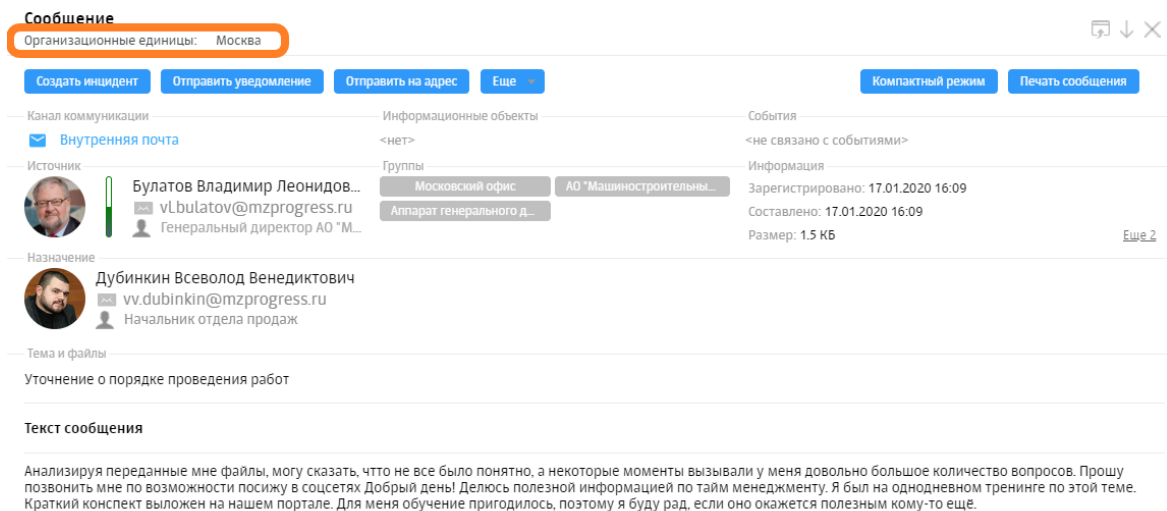 Сообщение
Организационные единицы: Москва
Создать инцидент Отправить уведомление Отправить на адрес Еще Компактный режим Печать сообщения
Канал коммуникации Информационные объекты События
Внутренняя почта <нет> <не связано с событиями>
Источник Группы Информация
Булатов Владимир Леонидов... Московский офис АО "Машиностроительны... Зарегистрировано: 17.01.2020 16:09
vl.bulatov@mzprogress.ru Аппарат генерального д... Составлено: 17.01.2020 16:09
Генеральный директор АО "М... Размер: 1.5 КБ Еще 2
Назначение
Дубинкин Всеволод Венедиктович
vv.dubinkin@mzprogress.ru
Начальник отдела продаж
Тема и файлы
Уточнение о порядке проведения работ
Текст сообщения
Анализируя переданные мне файлы, могу сказать, чтто не все было понятно, а некоторые моменты вызывали у меня довольно большое количество вопросов. Прошу
позвонить мне по возможности посижу в соцсетях Добрый день! Делюсь полезной информацией по тайм менеджменту. Я был на однодневном тренинге по этой теме.
Краткий конспект выложен на нашем портале. Для меня обучение пригодилось, поэтому я буду рад, если оно окажется полезным кому-то ещё.